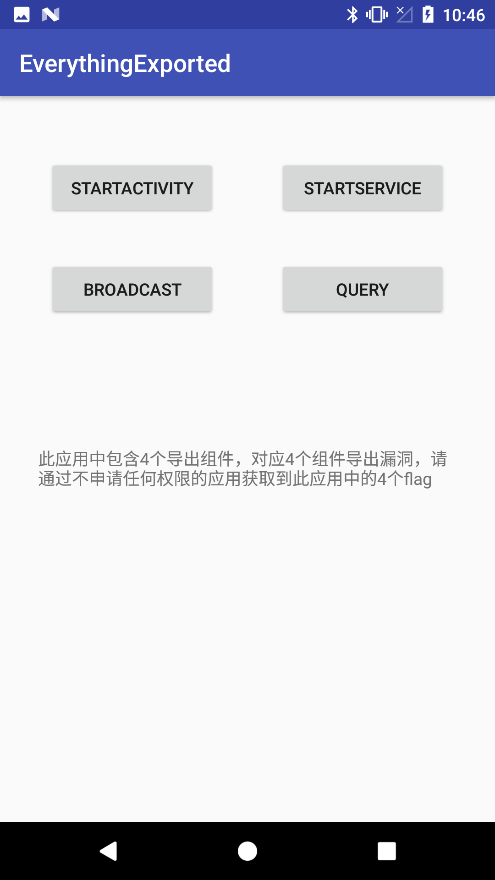 10:46
EverythingExported
STARTACTIVITY
STARTSERVICE
BROADCAST
QUERY
此应用中包含4个导出组件，对应4个组件导出漏洞，请
通过不申请任何权限的应用获取到此应用中的4个flag